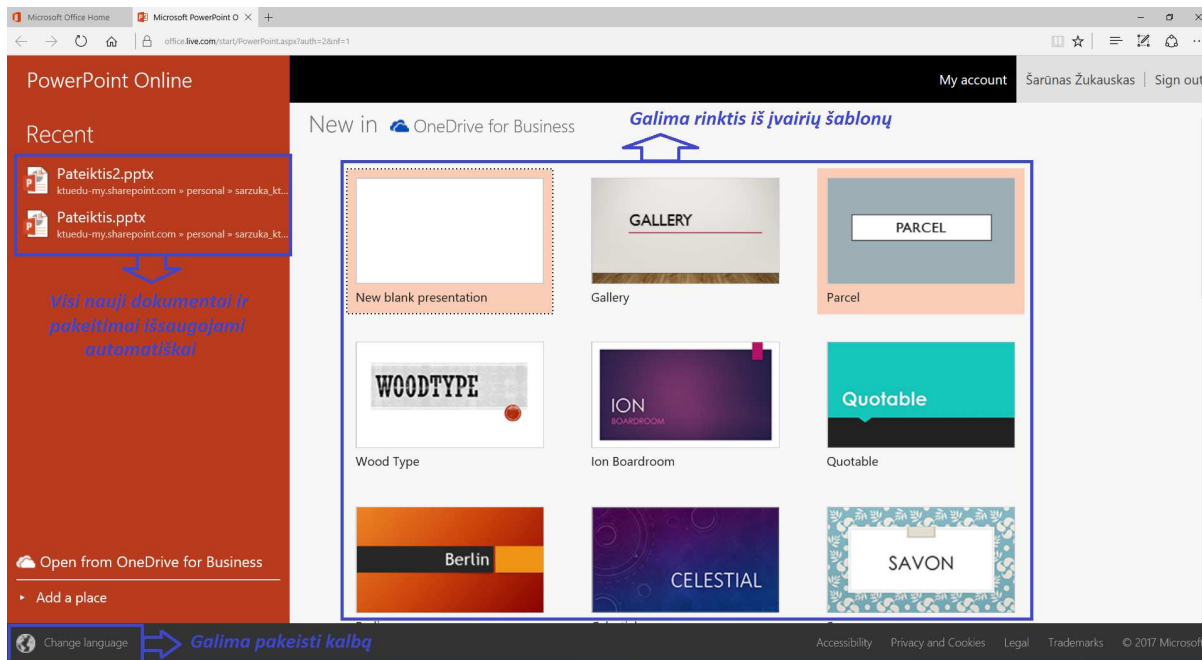 Microsoft Office Home
Microsoft PowerPoint O
office.live.com/start/PowerPoint.aspx?auth=2&nf=1
PowerPoint Online
My account
Šarūnas Žukauskas | Sign out
Recent
Pateiktis2.pptx
ktuedu-my.sharepoint.com » personal » sarzuka_kt...
Pateiktis.pptx
ktuedu-my.sharepoint.com » personal » sarzuka_kt...
Visi nauji dokumentai ir
pakeitimai išsaugojami
automatiškai
Open from OneDrive for Business
Add a place
New in OneDrive for Business
Galima rinktis iš įvairių šablonų
New blank presentation
GALLERY
Gallery
PARCEL
Parcel
WOODTYPE
Wood Type
ION
BOARDROOM
Ion Boardroom
Quotable
Quotable
Berlin
CELESTIAL
SAVON
Change language
Galima pakeisti kalbą
Accessibility
Privacy and Cookies
Legal
Trademarks
© 2017 Microsoft